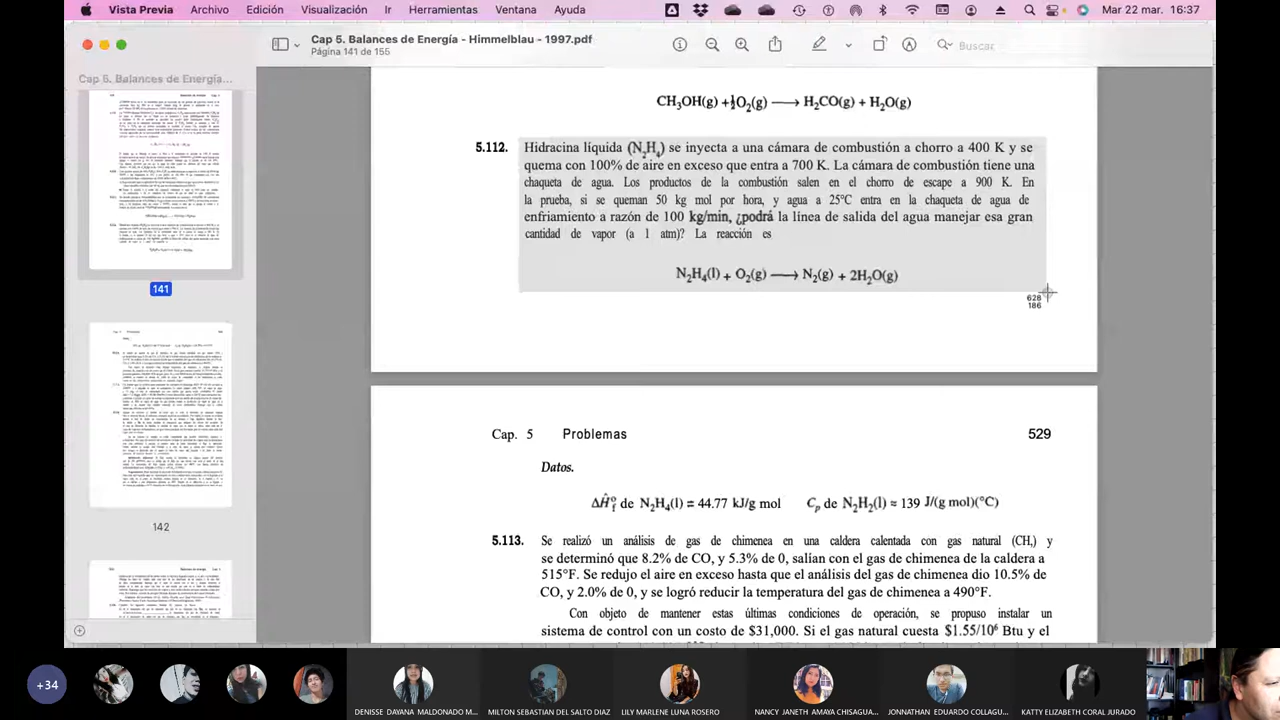 Vista Previa Archivo Edición Visualización Ir Herramientas Ventana Ayuda Mar 22 mar. 16:37
Cap 5. Balances de Energía - Himmelblau - 1997.pdf
Página 141 de 155
Buscar
Cap 5. Balances de Energía...
141
142
CH₃OH(g) + ½O₂(g) ⟶ H₂CO(g) + H₂O(g)
5.112. Hidracina líquida (N₂H₄) se inyecta a una cámara de combustión de chorro a 400 K y se
quema con 100% de aire en exceso que entra a 700 K. La cámara de combustión tiene una
chaqueta de agua. Los productos de la combustión salen en el chorro de escape a 900 K. En
la prueba, si se queman 50 kg mol por hora, y agua a 25°C entra en la chaqueta de agua de
enfriamiento a razón de 100 kg/min, ¿podrá la línea de salida del agua manejar esa gran
cantidad de vapor (a 1 atm)? La reacción es
N₂H₄(l) + O₂(g) ⟶ N₂(g) + 2H₂O(g)
628
186
Cap. 5 Problemas 529
Datos.
ΔĤ°f de N₂H₄(l) = 44.77 kJ/g mol Cp de N₂H₂(l) = 139 J/(g mol)(°C)
5.113. Se realizó un análisis de gas de chimenea en una caldera calentada con gas natural (CH,) y
se determinó que 8.2% de CO, y 5.3% de 0, salían con el gas de chimenea de la caldera a
515°F. Se redujo el aire en exceso hasta que el análisis del gas de chimenea dio 10.5% de
CO, y 2.0% de 0, y se logró reducir la temperatura del gas de chimenea a 490°F.
Con objeto de mantener estas últimas condiciones de operación, se propuso instalar un
sistema de control con un costo de $31,000. Si el gas natural cuesta $1.55/10⁶ Btu y el
+34
DENISSE DAYANA MALDONADO M...
MILTON SEBASTIAN DEL SALTO DIAZ
LILY MARLENE LUNA ROSERO
NANCY JANETH AMAYA CHISAGUA...
JONNATHAN EDUARDO COLLAGU...
KATTY ELIZABETH CORAL JURADO